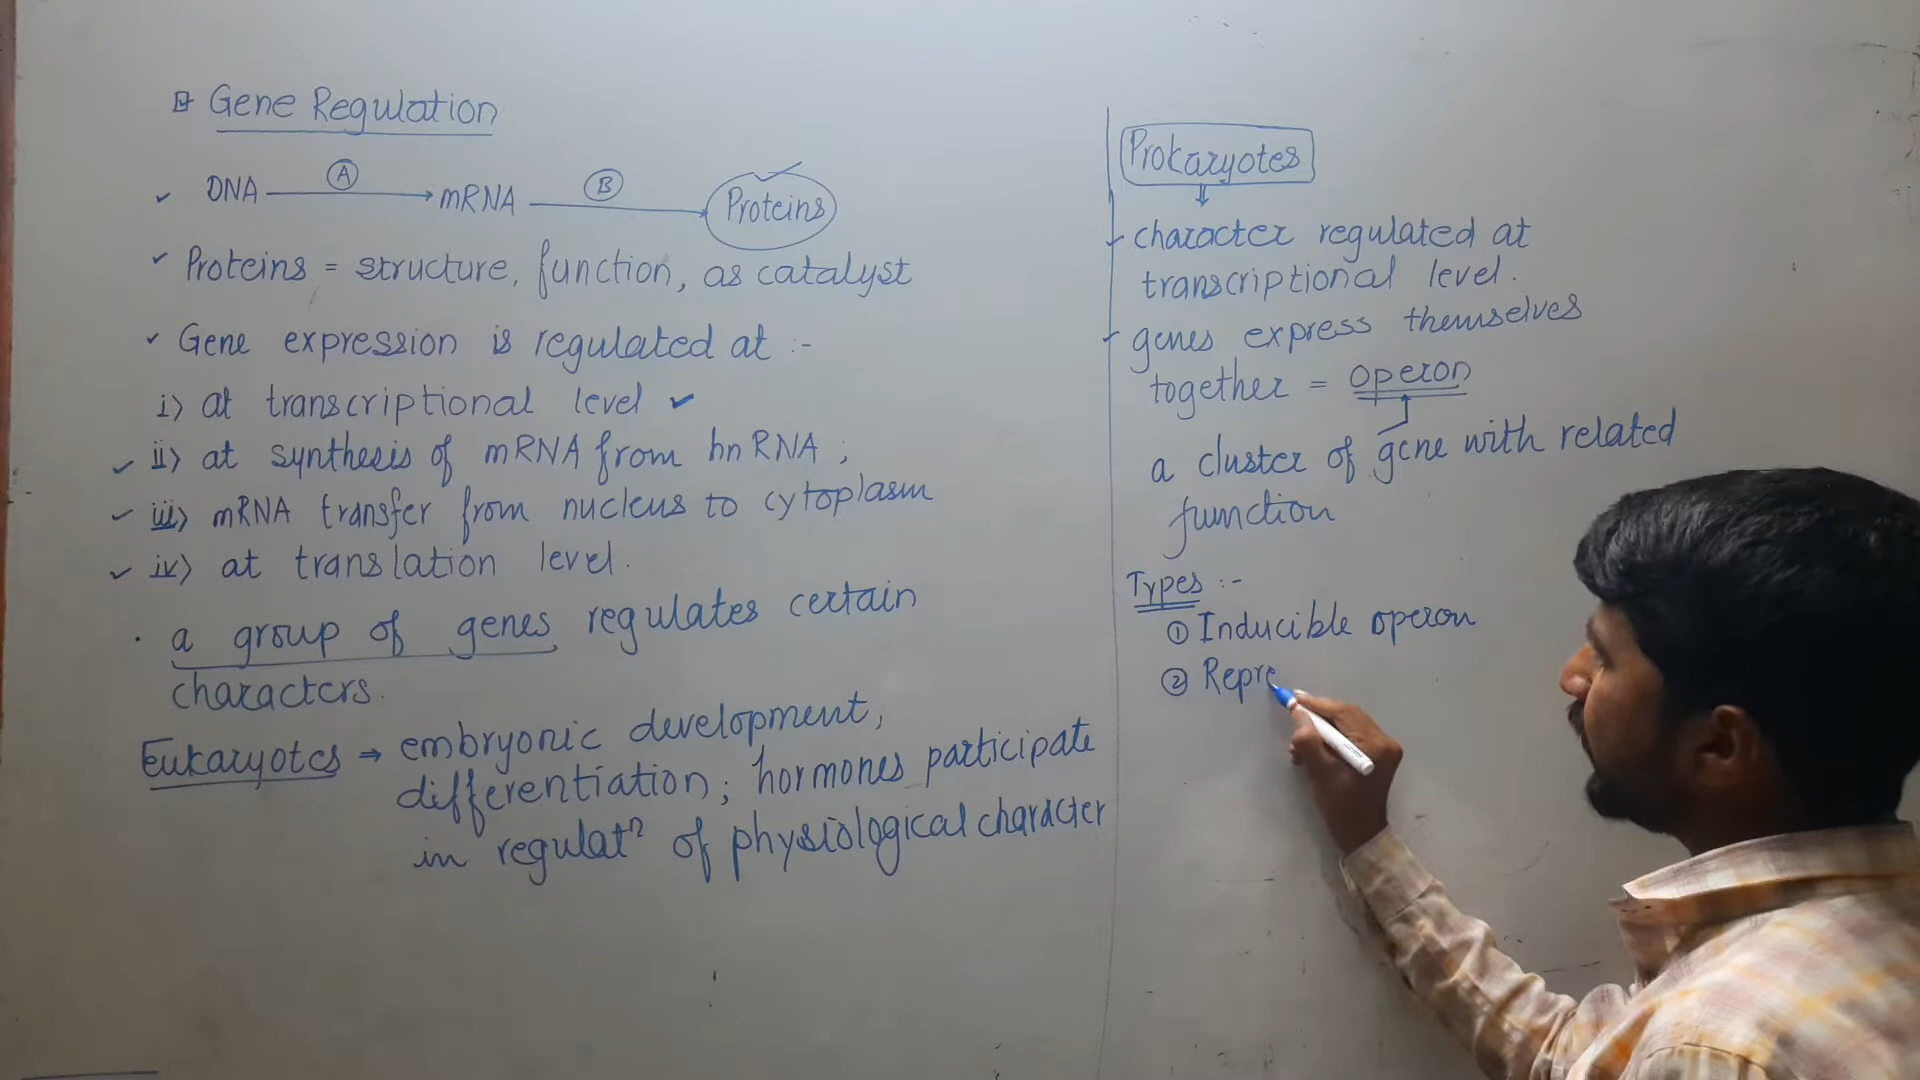 Gene Regulation
DNA → A → mRNA → B → Proteins
Proteins = structure, function, as catalyst
Gene expression is regulated at :-
i) at transcriptional level
ii) at synthesis of mRNA from hnRNA ;
iii) mRNA transfer from nucleus to cytoplasm
iv) at translation level.
a group of genes regulates certain
characters.
Eukaryotes → embryonic development,
differentiation; hormones participate
in regulatⁿ of physiological character
Prokaryotes
character regulated at
transcriptional level.
genes express themselves
together = operon
a cluster of gene with related
function
Types :-
① Inducible operon
② Repre